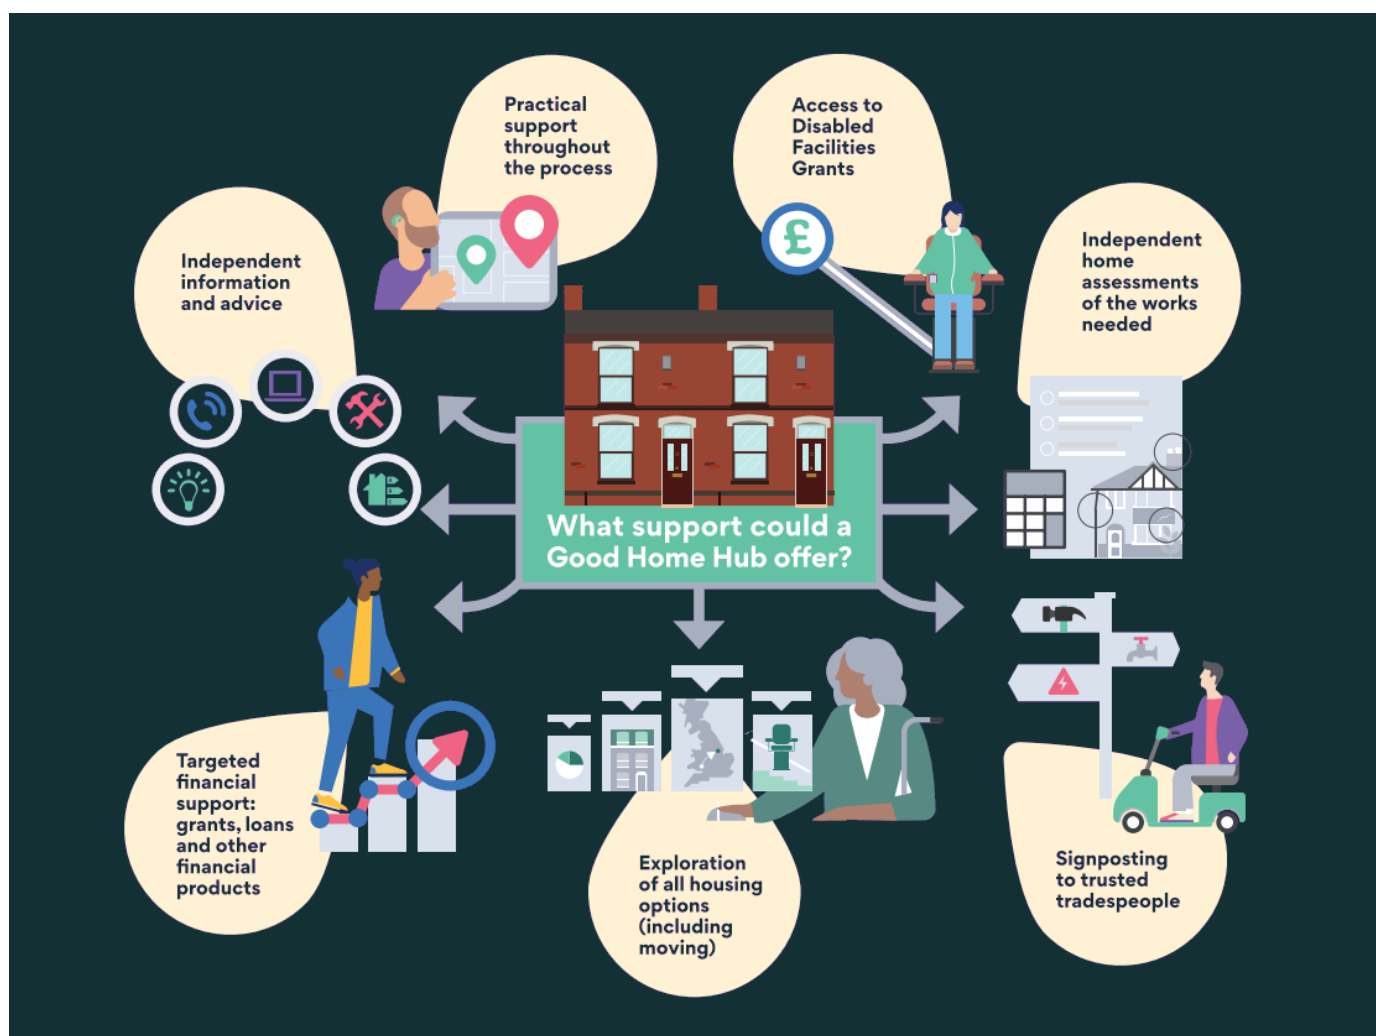 Practical
support
throughout
the process
Access to
Disabled
Facilities
Grants
Independent
information
and advice
£
Independent
home
assessments
of the works
needed
What support could a
Good Home Hub offer?
Targeted
financial
support:
grants, loans
and other
financial
products
Exploration
of all housing
options
(including
moving)
Signposting
to trusted
tradespeople